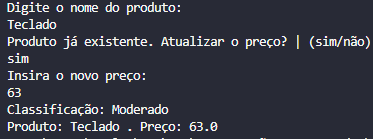 Digite o nome do produto:
Teclado
Produto já existente. Atualizar o preço? | (sim/não)
sim
Insira o novo preço:
63
Classificação: Moderado
Produto: Teclado . Preço: 63.0